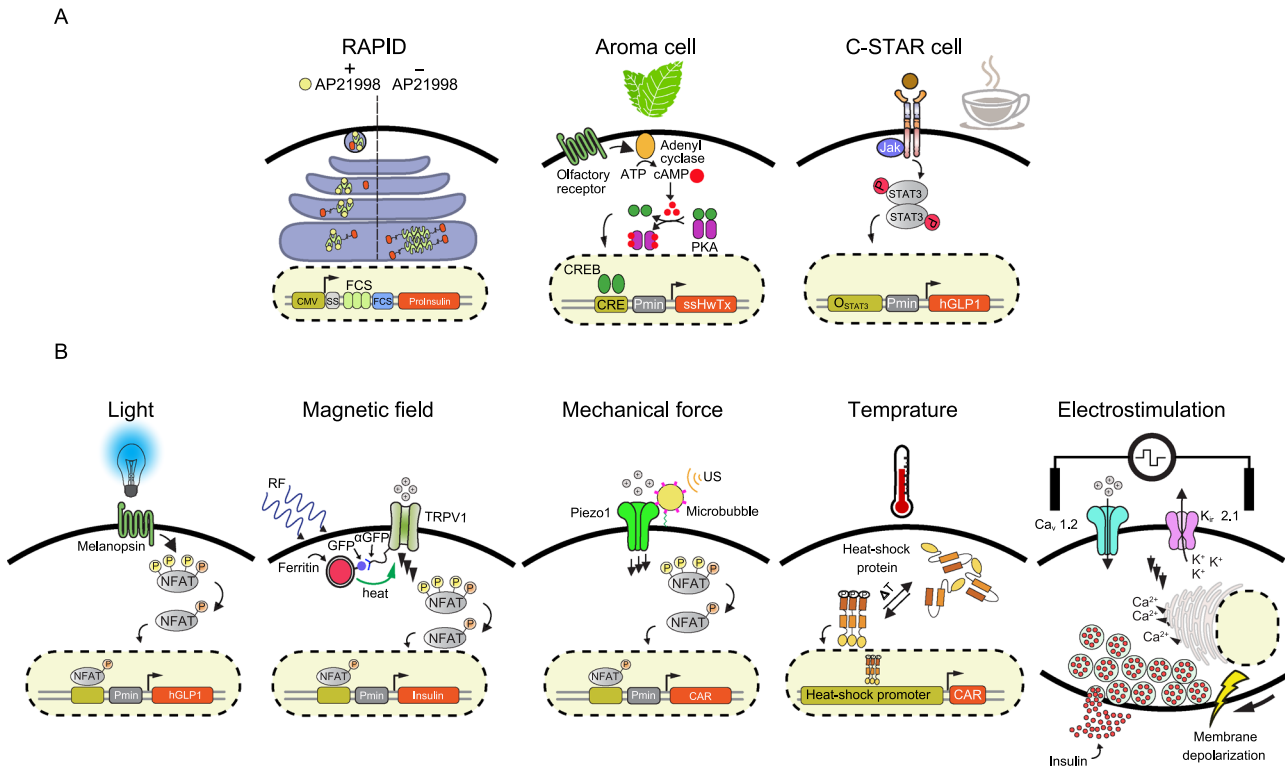 A
RAPID
+
–
AP21998
AP21998
FCS
CMV
SS
FCS
ProInsulin
Aroma cell
Olfactory
receptor
Adenyl
cyclase
ATP
cAMP
PKA
CREB
CRE
Pmin
ssHwTx
C-STAR cell
Jak
P
STAT3
STAT3
P
OSTAT3
Pmin
hGLP1
B
Light
Melanopsin
P
P
P
P
P
NFAT
P
NFAT
P
NFAT
Pmin
hGLP1
Magnetic field
RF
TRPV1
GFP
αGFP
Ferritin
heat
P
P
P
P
P
NFAT
P
NFAT
P
NFAT
Pmin
Insulin
Mechanical force
US
Piezo1
Microbubble
P
P
P
P
P
NFAT
P
NFAT
P
NFAT
Pmin
CAR
Temprature
Heat-shock
protein
ΔT
Heat-shock promoter
CAR
Electrostimulation
Cav 1.2
Kir 2.1
K+
K+
K+
Ca2+
Ca2+
Ca2+
Insulin
Membrane
depolarization